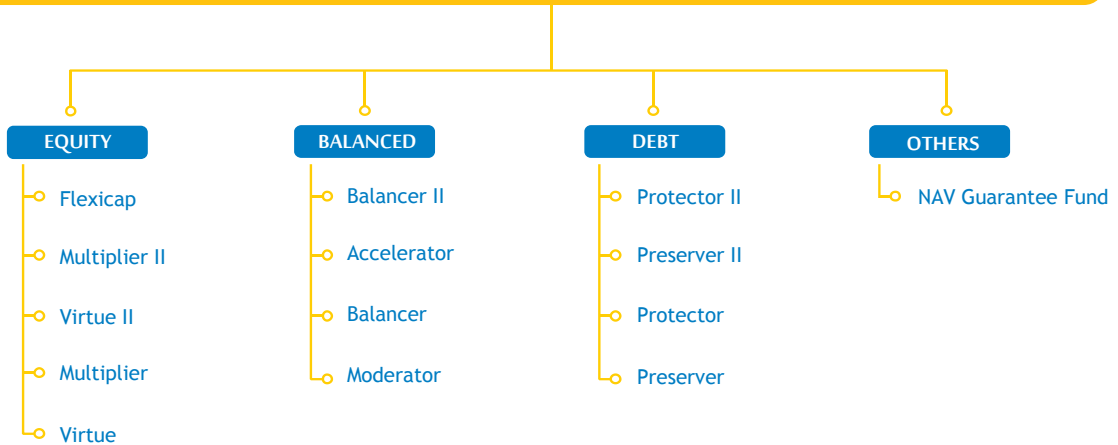 EQUITY
Flexicap
Multiplier II
Virtue II
Multiplier
Virtue
BALANCED
Balancer II
Accelerator
Balancer
Moderator
DEBT
Protector II
Preserver II
Protector
Preserver
OTHERS
NAV Guarantee Fund